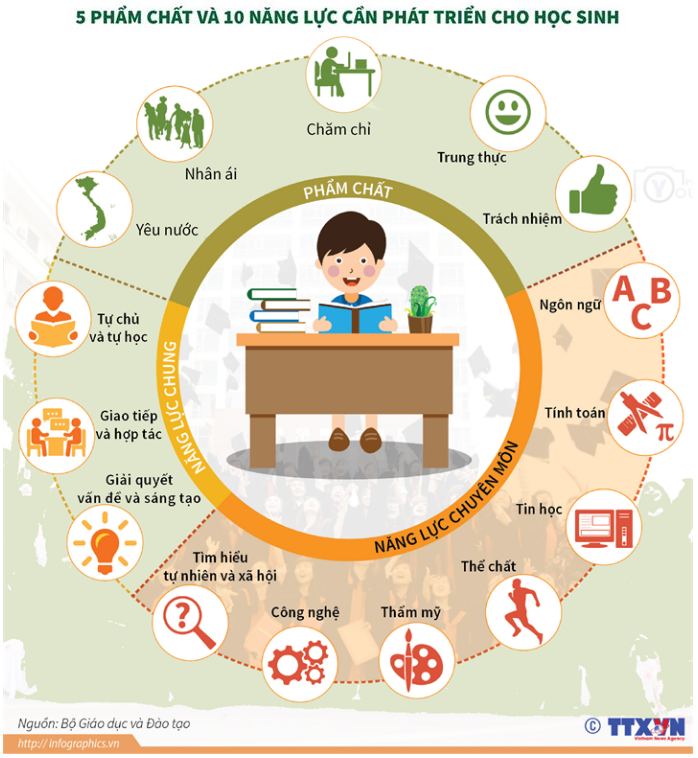 5 PHẨM CHẤT VÀ 10 NĂNG LỰC CẦN PHÁT TRIỂN CHO HỌC SINH
Chăm chỉ
Trung thực
Nhân ái
Trách nhiệm
Yêu nước
PHẨM CHẤT
Ngôn ngữ
A B C
Tự chủ
và tự học
NĂNG LỰC CHUNG
Giao tiếp
và hợp tác
Tính toán
π
Giải quyết
vấn đề và sáng tạo
NĂNG LỰC CHUYÊN MÔN
Tin học
Tìm hiểu
tự nhiên và xã hội
?
Thể chất
Công nghệ
Thẩm mỹ
Nguồn: Bộ Giáo dục và Đào tạo
© TTXVN
Vietnam News Agency
http://infographics.vn